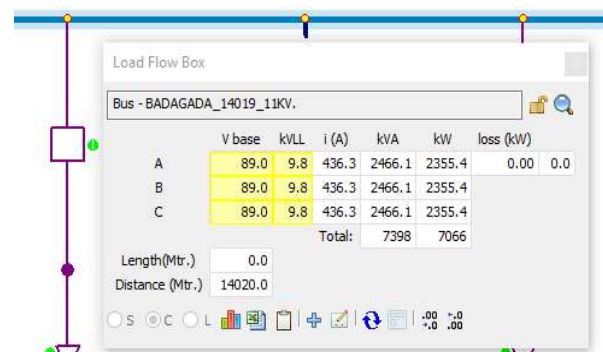 Load Flow Box
Bus - BADAGADA_14019_11KV.
V base kVLL i (A) kVA kW loss (kW)
A 89.0 9.8 436.3 2466.1 2355.4 0.00 0.0
B 89.0 9.8 436.3 2466.1 2355.4
C 89.0 9.8 436.3 2466.1 2355.4
Total: 7398 7066
Length(Mtr.) 0.0
Distance (Mtr.) 14020.0
S C L